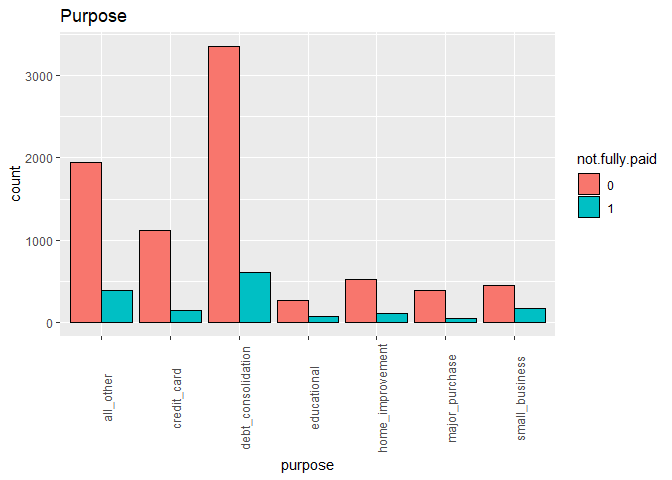 Purpose
3000
2000
1000
0
count
all_other
credit_card
debt_consolidation
educational
home_improvement
major_purchase
small_business
purpose
not.fully.paid
0
1